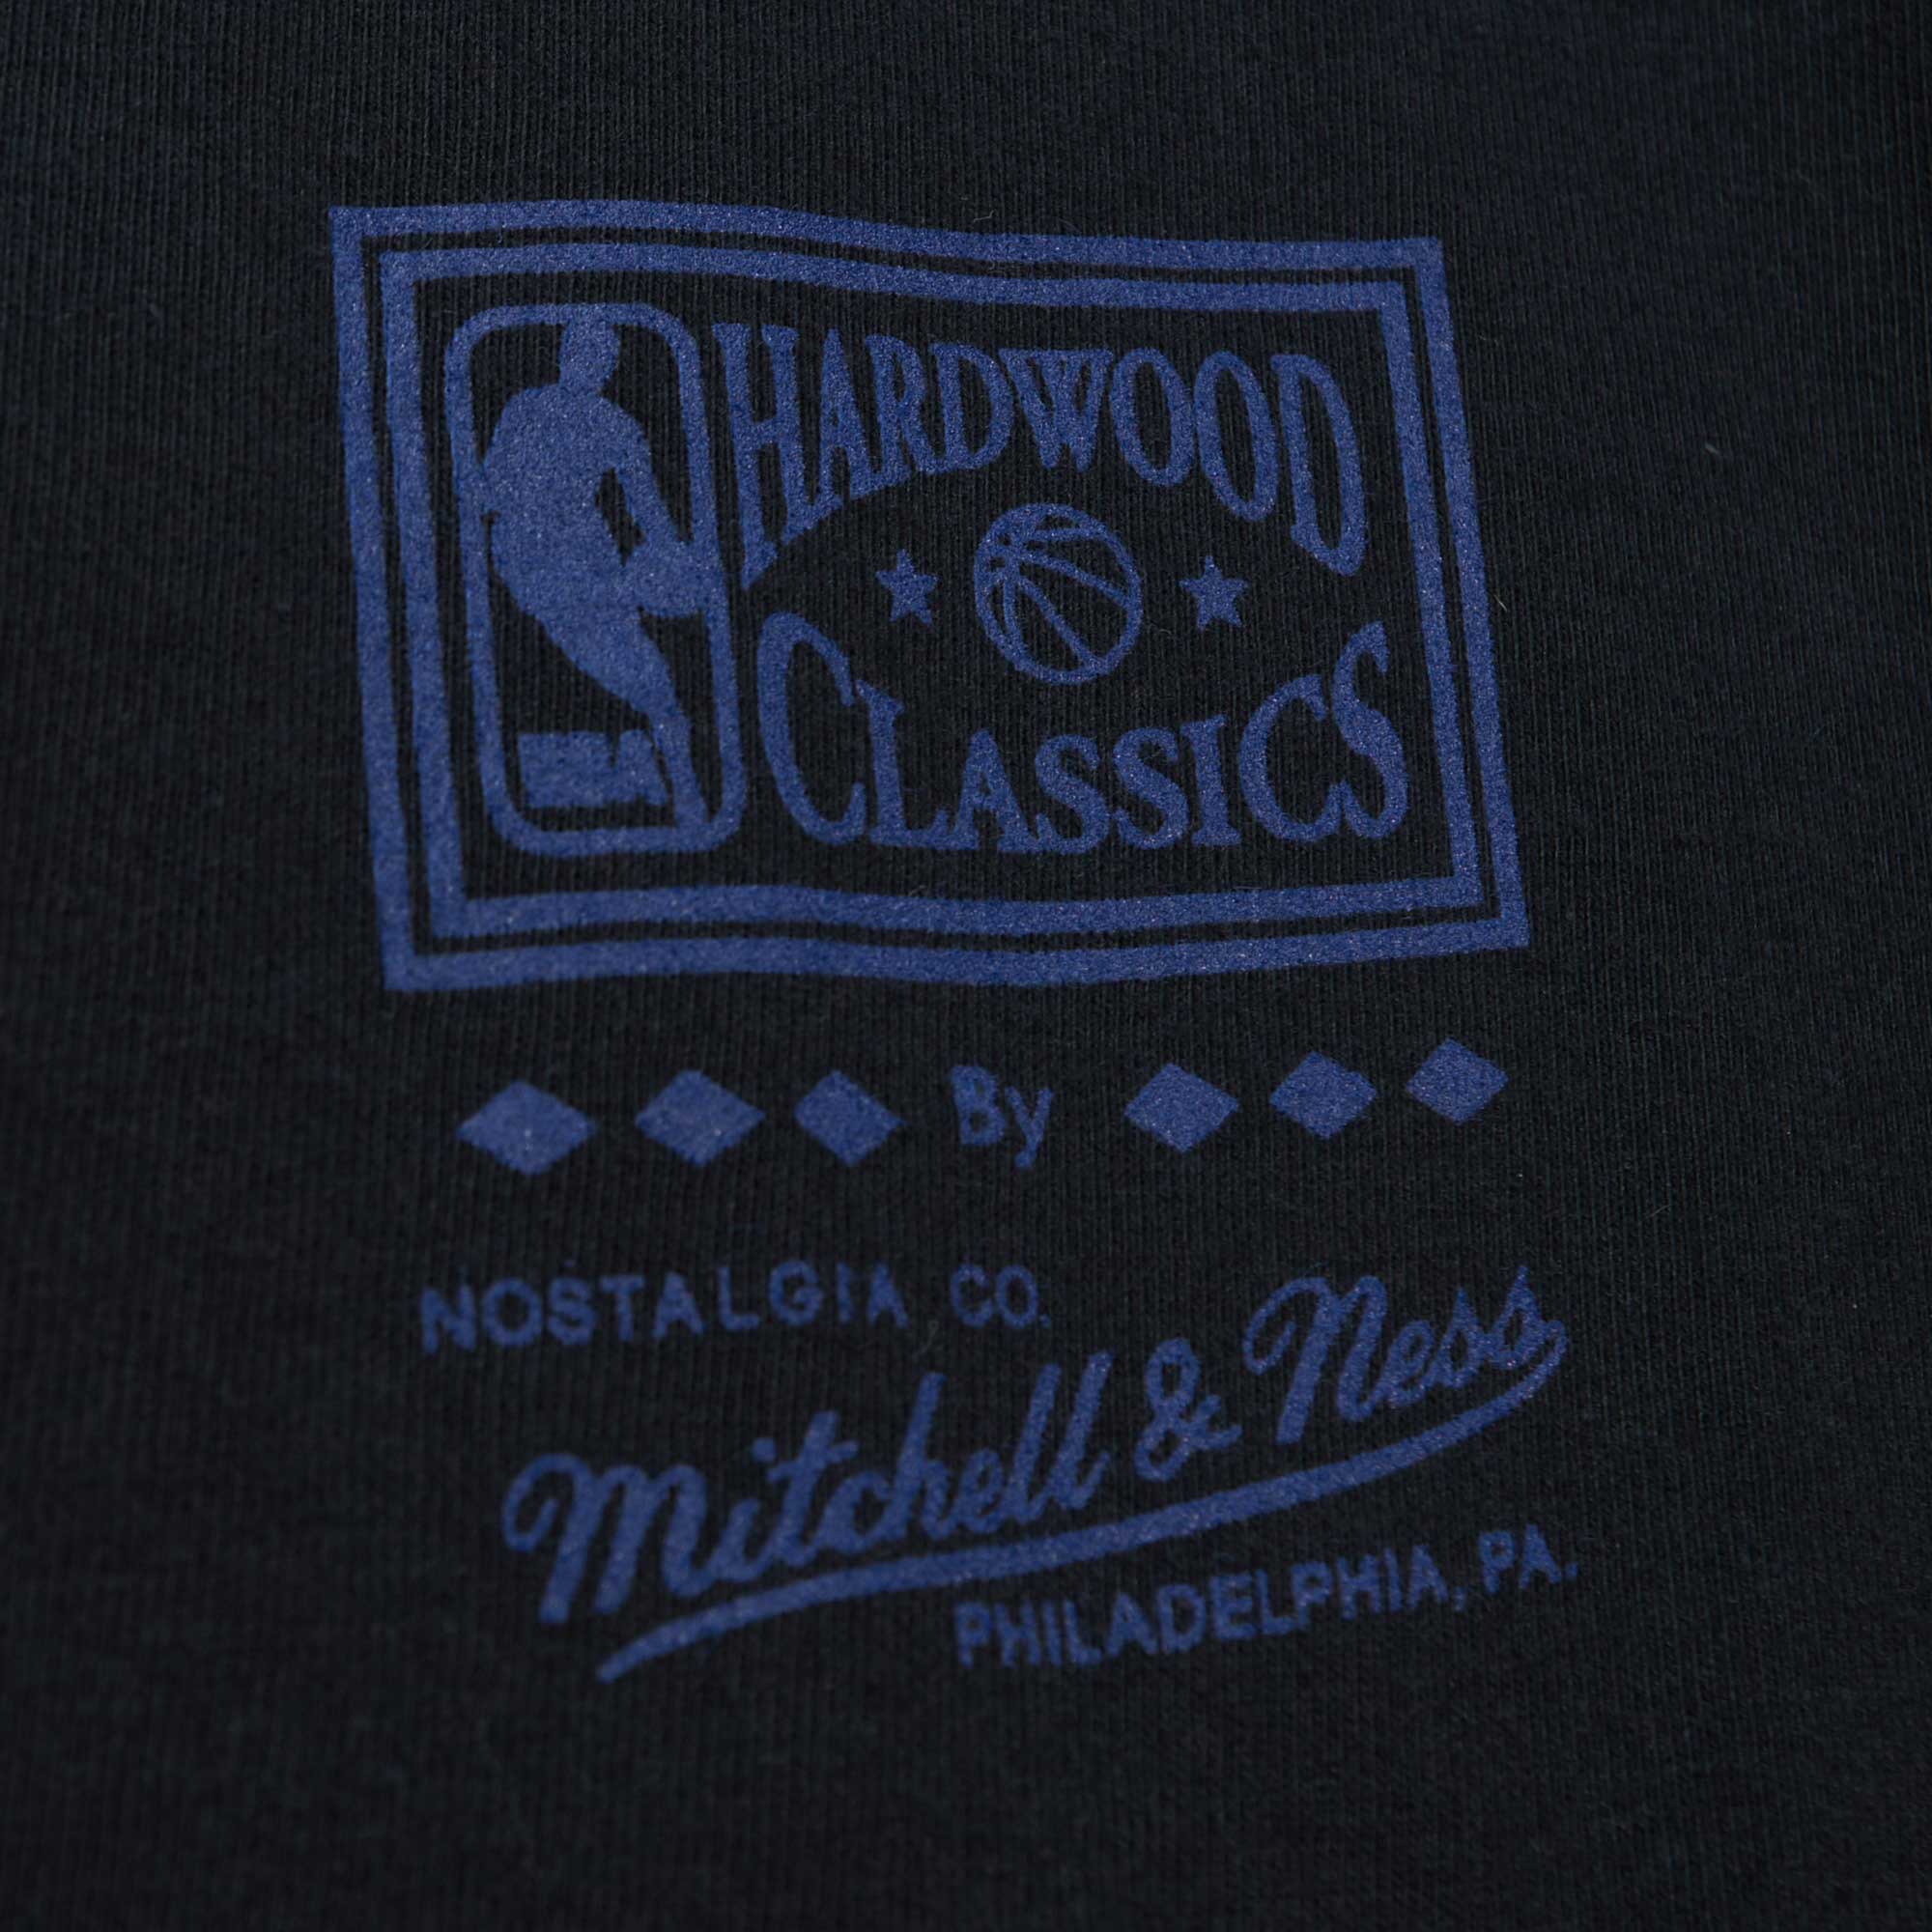 HARDWOOD
CLASSICS
By
NOSTALGIA CO.
Mitchell & Ness
PHILADELPHIA, PA.